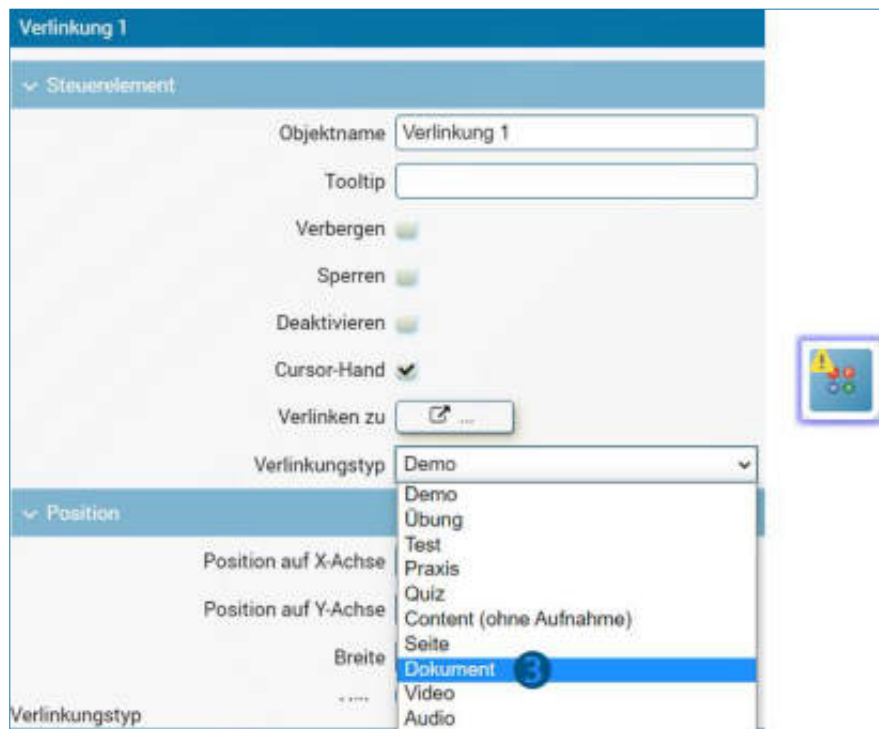 Verlinkung 1
Steuerelement
Objektname Verlinkung 1
Tooltip
Verbergen
Sperren
Deaktivieren
Cursor-Hand
Verlinken zu ...
Verlinkungstyp Demo
Demo
Position
Übung
Test
Position auf X-Achse Praxis
Quiz
Position auf Y-Achse Content (ohne Aufnahme)
Seite
Breite Dokument 3
Video
Verlinkungstyp Audio